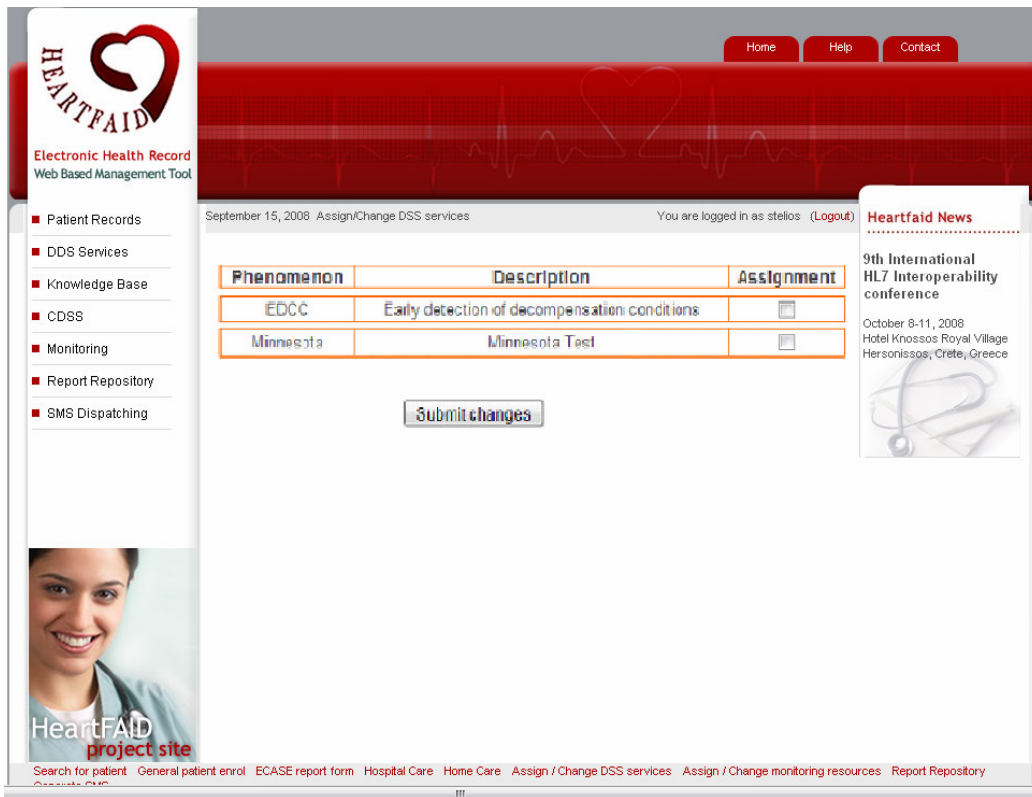 HEARTFAID
Electronic Health Record
Web Based Management Tool
Home Help Contact
Patient Records
DDS Services
Knowledge Base
CDSS
Monitoring
Report Repository
SMS Dispatching
September 15, 2008 Assign/Change DSS services You are logged in as stelios (Logout)
Phenomenon Description Assignment
EDCC Early detection of decompensation conditions
Minnesota Minnesota Test
Submit changes
Heartfaid News
9th International
HL7 Interoperability
conference
October 8-11, 2008
Hotel Knossos Royal Village
Hersonissos, Crete, Greece
HeartFAID
project site
Search for patient General patient enrol ECASE report form Hospital Care Home Care Assign / Change DSS services Assign / Change monitoring resources Report Repository
Generate SMS